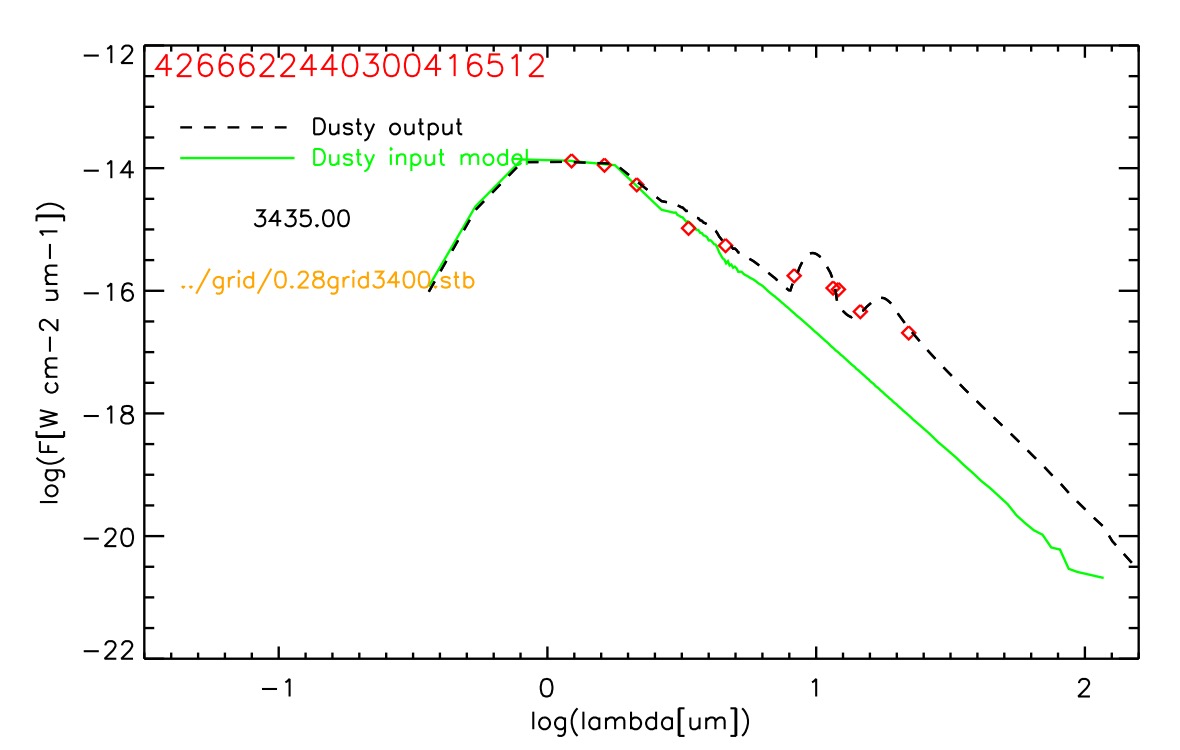 4266622440300416512
Dusty output
Dusty input model
3435.00
../grid/0.28grid3400.stb
-12
-14
-16
-18
-20
-22
log(F[W cm-2 um-1])
-1 0 1 2
log(lambda[um])